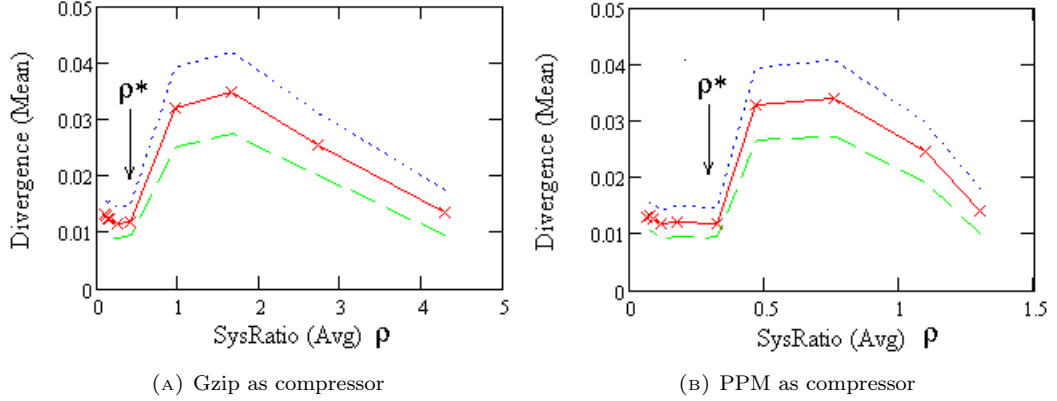 0.05
0.04
0.03
0.02
0.01
0
Divergence (Mean)
ρ*
0 1 2 3 4 5
SysRatio (Avg) ρ
(A) Gzip as compressor
0.05
0.04
0.03
0.02
0.01
0
Divergence (Mean)
ρ*
0 0.5 1 1.5
SysRatio (Avg) ρ
(B) PPM as compressor